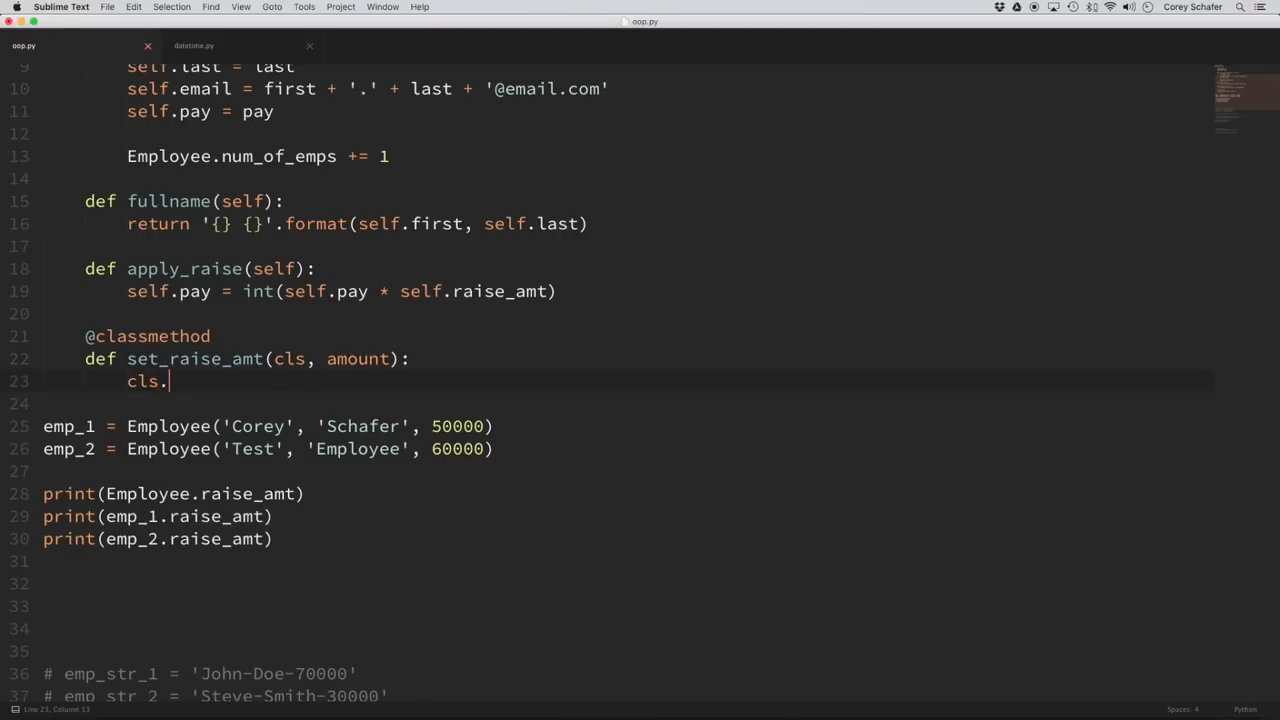 Sublime Text File Edit Selection Find View Goto Tools Project Window Help Corey Schafer
oop.py
oop.py datetime.py
9 self.last = last
10 self.email = first + '.' + last + '@email.com'
11 self.pay = pay
12
13 Employee.num_of_emps += 1
14
15 def fullname(self):
16 return '{} {}'.format(self.first, self.last)
17
18 def apply_raise(self):
19 self.pay = int(self.pay * self.raise_amt)
20
21 @classmethod
22 def set_raise_amt(cls, amount):
23 cls.
24
25 emp_1 = Employee('Corey', 'Schafer', 50000)
26 emp_2 = Employee('Test', 'Employee', 60000)
27
28 print(Employee.raise_amt)
29 print(emp_1.raise_amt)
30 print(emp_2.raise_amt)
31
32
33
34
35
36 # emp_str_1 = 'John-Doe-70000'
37 # emp_str_2 = 'Steve-Smith-30000'
Line 23, Column 13 Spaces: 4 Python